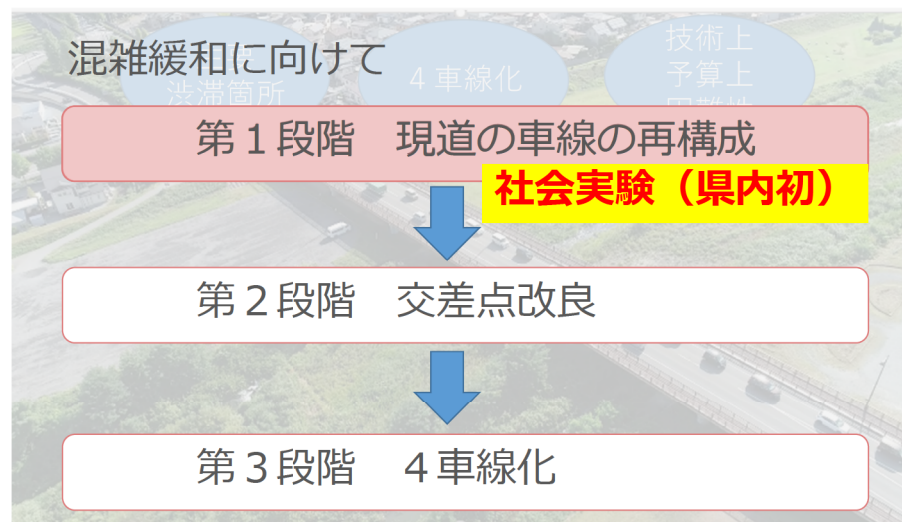 混雑緩和に向けて
渋滞箇所
4車線化
技術上
予算上
困難性
第1段階　現道の車線の再構成
社会実験（県内初）
第2段階　交差点改良
第3段階　4車線化